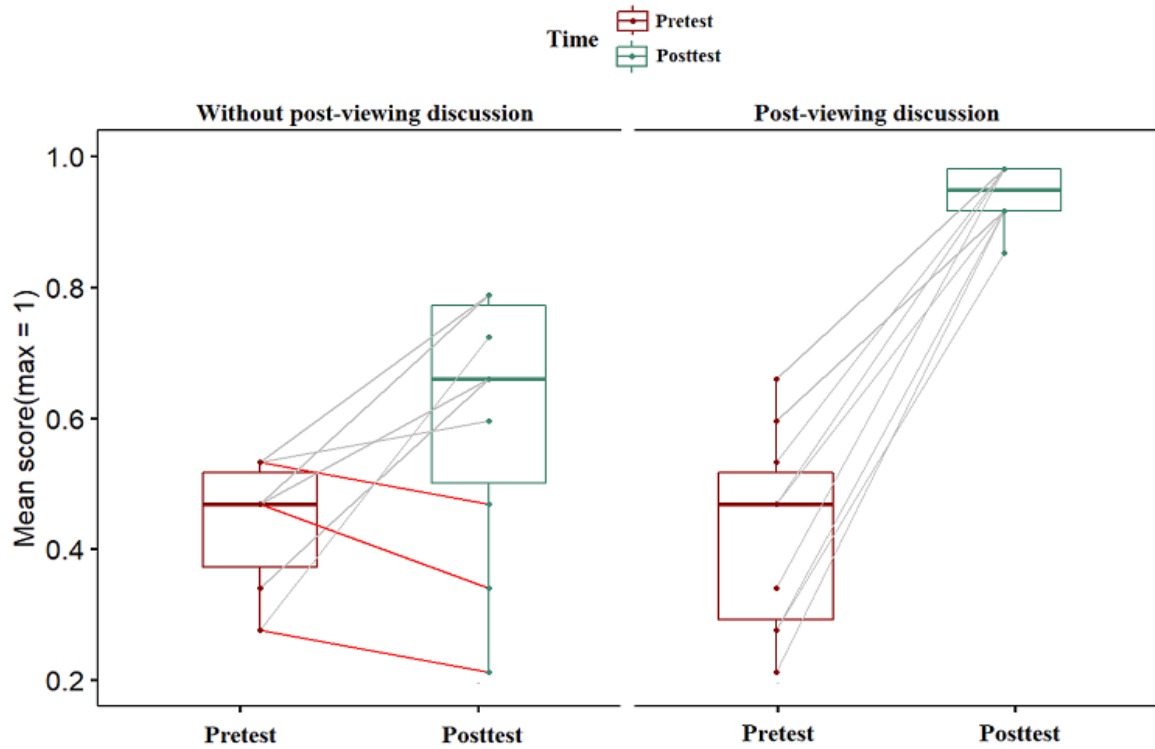 Time
Pretest
Posttest
Without post-viewing discussion
Post-viewing discussion
Mean score(max = 1)
1.0
0.8
0.6
0.4
0.2
Pretest
Posttest
Pretest
Posttest